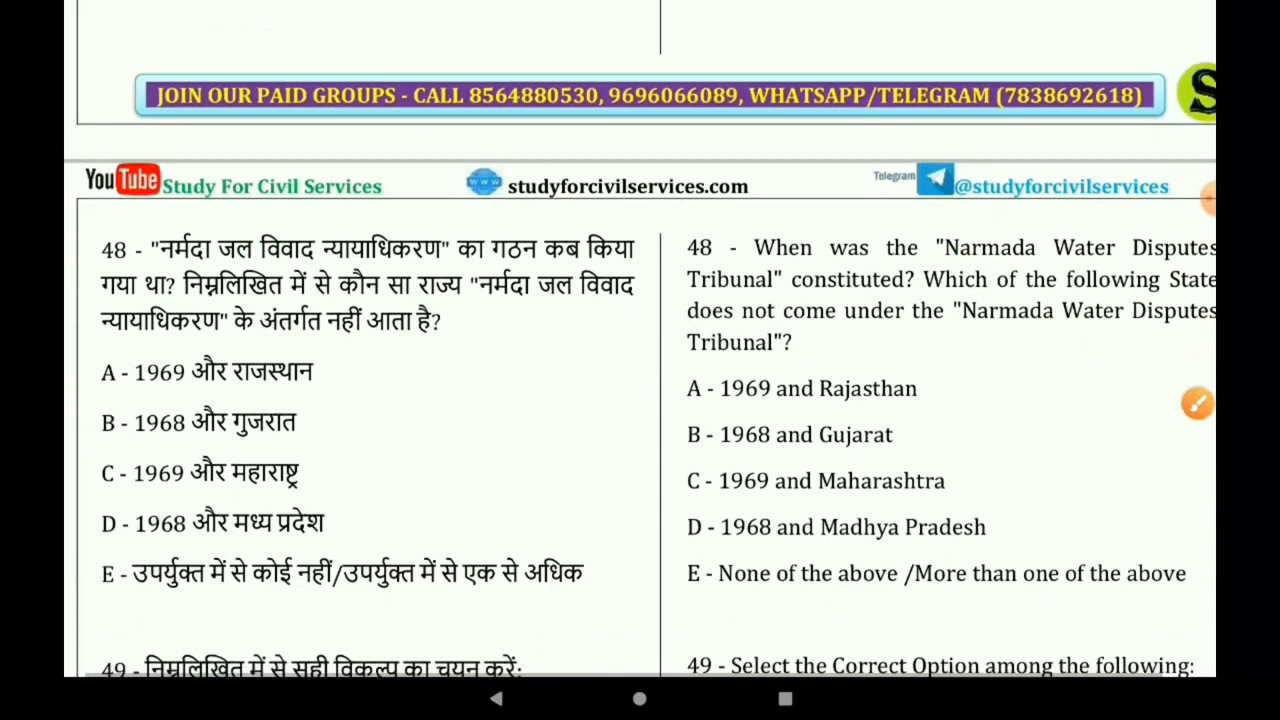 JOIN OUR PAID GROUPS - CALL 8564880530, 9696066089, WHATSAPP/TELEGRAM (7838692618)
S
YouTube Study For Civil Services
www studyforcivilservices.com
Telegram @studyforcivilservices
48 - "नर्मदा जल विवाद न्यायाधिकरण" का गठन कब किया
गया था? निम्नलिखित में से कौन सा राज्य "नर्मदा जल विवाद
न्यायाधिकरण" के अंतर्गत नहीं आता है?
A - 1969 और राजस्थान
B - 1968 और गुजरात
C - 1969 और महाराष्ट्र
D - 1968 और मध्य प्रदेश
E - उपर्युक्त में से कोई नहीं/उपर्युक्त में से एक से अधिक
49 - निम्नलिखित में से सही विकल्प का चयन करें:
48 - When was the "Narmada Water Disputes
Tribunal" constituted? Which of the following State
does not come under the "Narmada Water Disputes
Tribunal"?
A - 1969 and Rajasthan
B - 1968 and Gujarat
C - 1969 and Maharashtra
D - 1968 and Madhya Pradesh
E - None of the above /More than one of the above
49 - Select the Correct Option among the following: